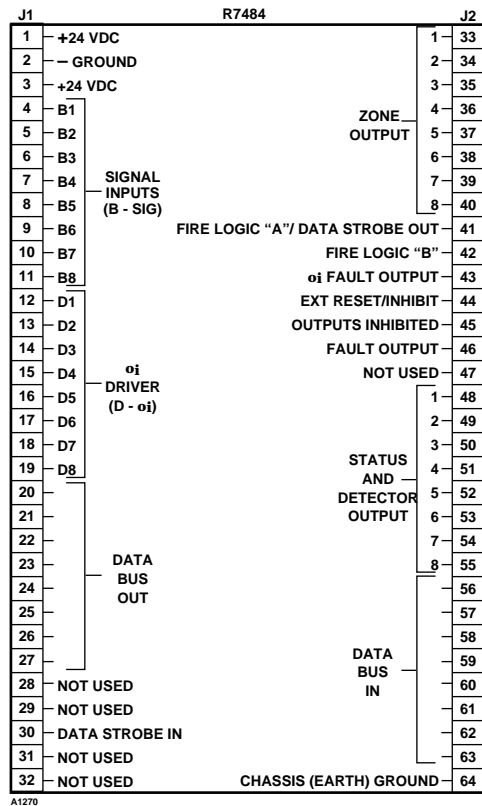 J1 R7484 J2
1 +24 VDC 1 33
2 – GROUND 2 34
3 +24 VDC 3 35
4 B1 ZONE 4 36
5 B2 OUTPUT 5 37
6 B3 6 38
7 B4 SIGNAL 7 39
8 B5 INPUTS 8 40
(B - SIG)
9 B6 FIRE LOGIC “A”/ DATA STROBE OUT 41
10 B7 FIRE LOGIC “B” 42
11 B8 oi FAULT OUTPUT 43
12 D1 EXT RESET/INHIBIT 44
13 D2 OUTPUTS INHIBITED 45
14 D3 FAULT OUTPUT 46
15 D4 oi NOT USED 47
16 D5 DRIVER 1 48
17 D6 (D - oi) 2 49
18 D7 3 50
19 D8 STATUS 4 51
AND
20 DETECTOR 5 52
21 OUTPUT 6 53
22 7 54
23 DATA 8 55
24 BUS 56
25 OUT 57
26 58
27 DATA 59
28 NOT USED BUS 60
29 NOT USED IN 61
30 DATA STROBE IN 62
31 NOT USED 63
32 NOT USED CHASSIS (EARTH) GROUND 64
A1270